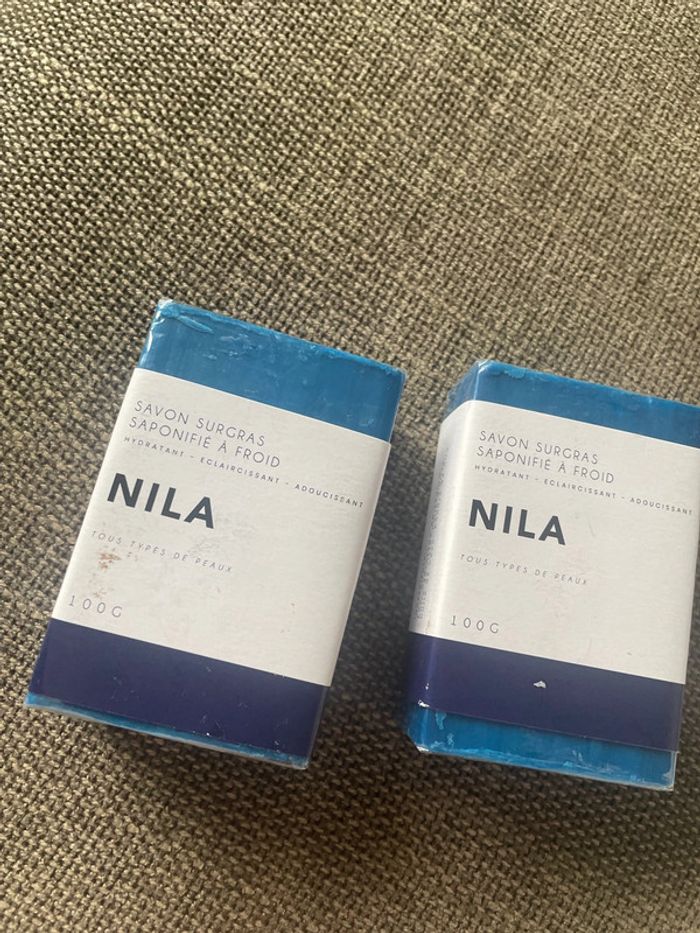 SAVON SURGRAS
SAPONIFIÉ À FROID
HYDRATANT - ECLAIRCISSANT - ADOUCISSANT
NILA
TOUS TYPES DE PEAUX
100G
SAVON SURGRAS
SAPONIFIÉ À FROID
HYDRATANT - ECLAIRCISSANT - ADOUCISSANT
NILA
TOUS TYPES DE PEAUX
100G